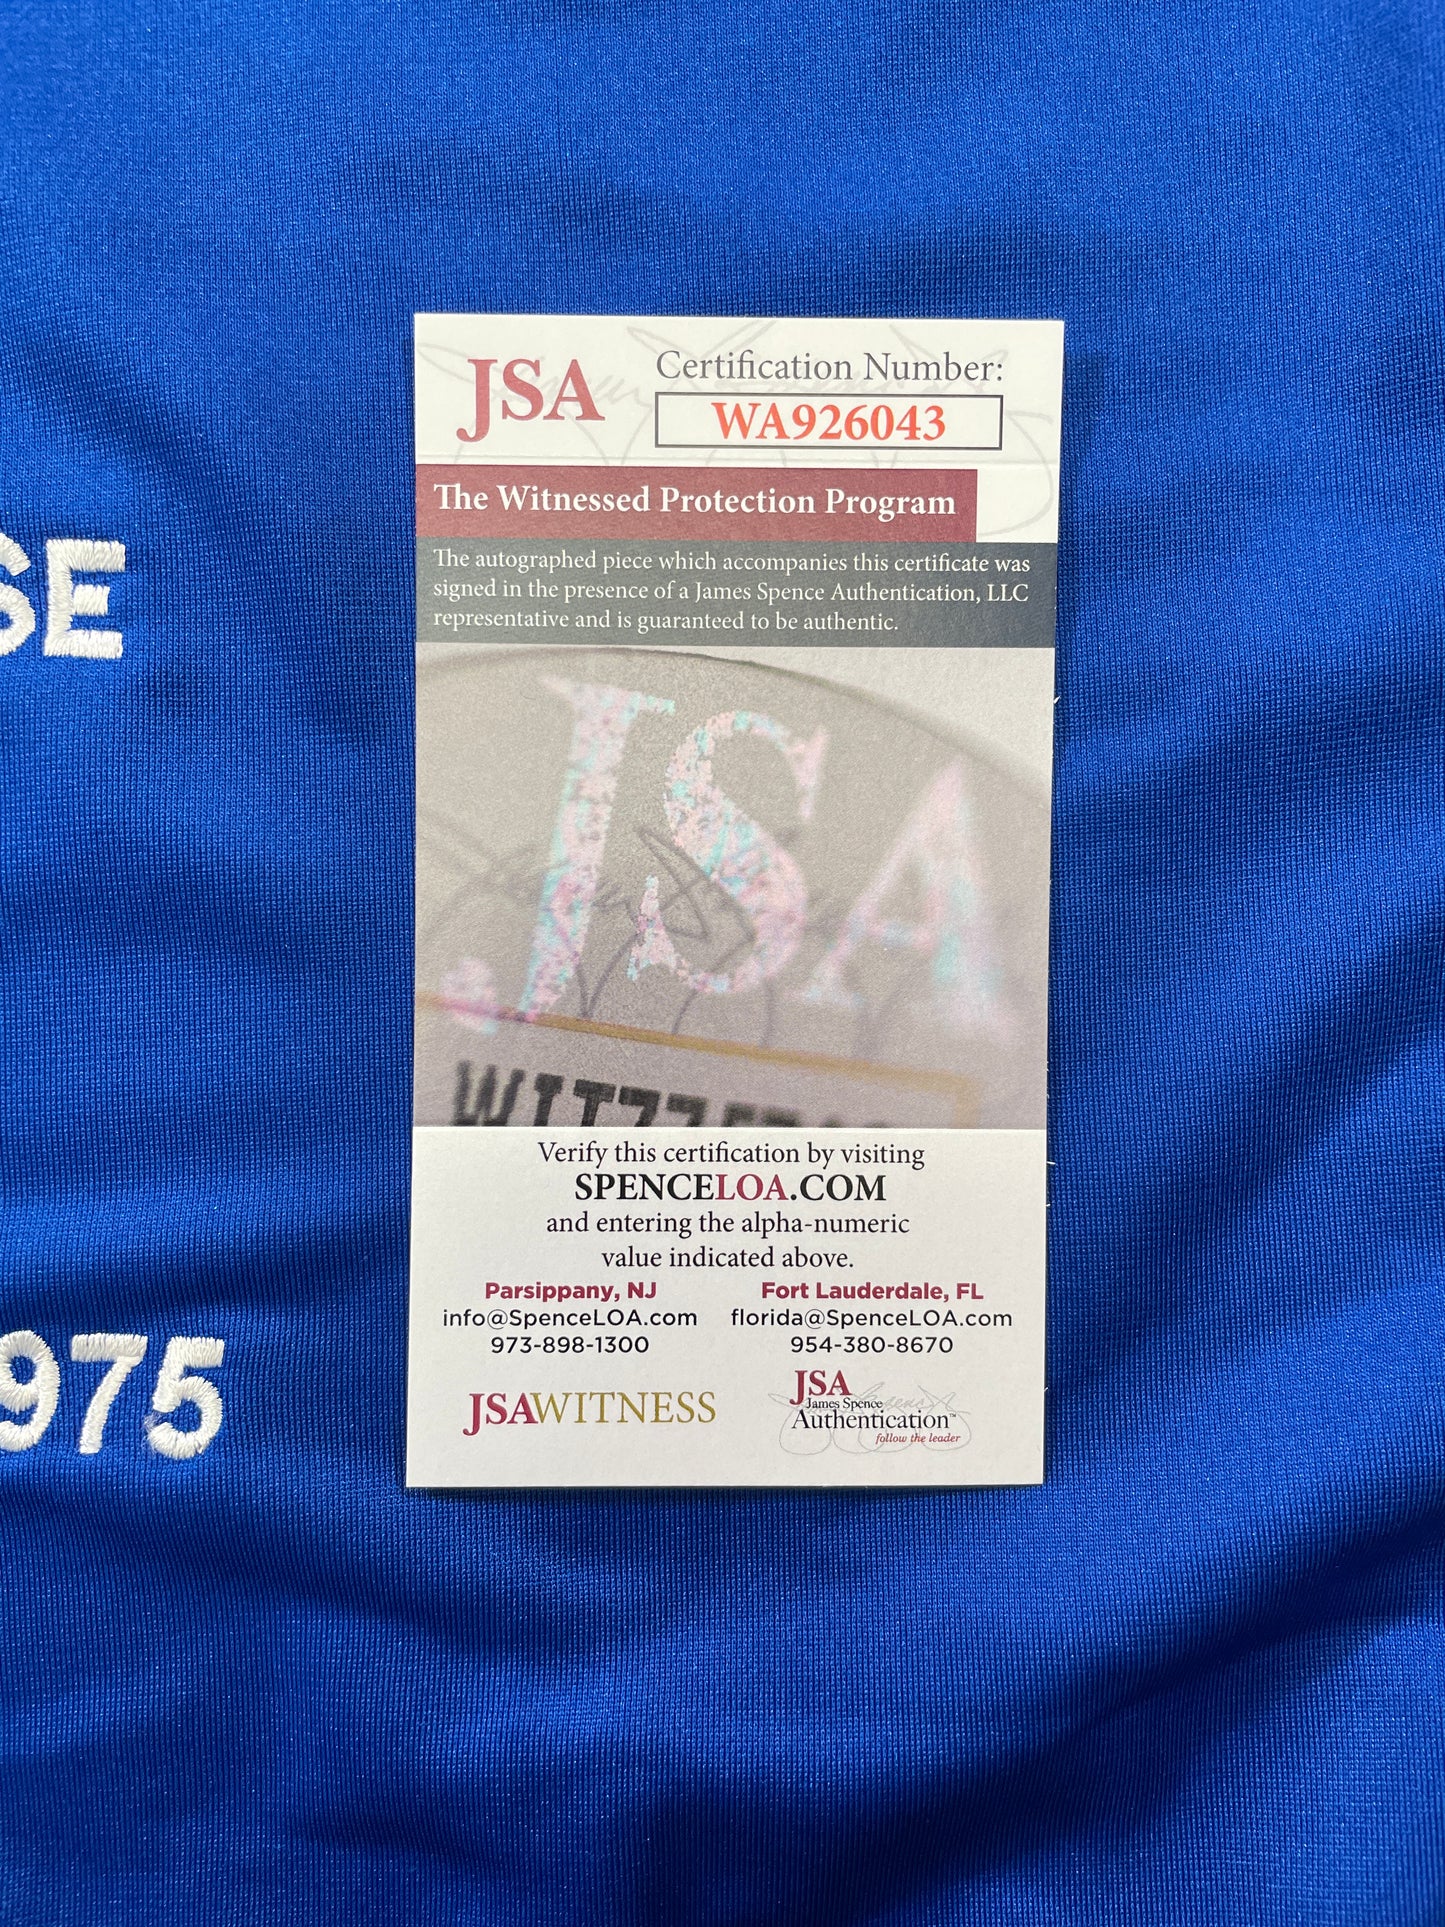 JSA
Certification Number:
WA926043
The Witnessed Protection Program
The autographed piece which accompanies this certificate was
signed in the presence of a James Spence Authentication, LLC
representative and is guaranteed to be authentic.
SE
JSA
Verify this certification by visiting
SPENCELOA.COM
and entering the alpha-numeric
value indicated above.
Parsippany, NJ
info@SpenceLOA.com
973-898-1300
Fort Lauderdale, FL
florida@SpenceLOA.com
954-380-8670
975
JSAWITNESS
JSA
James Spence
Authentication™
follow the leader